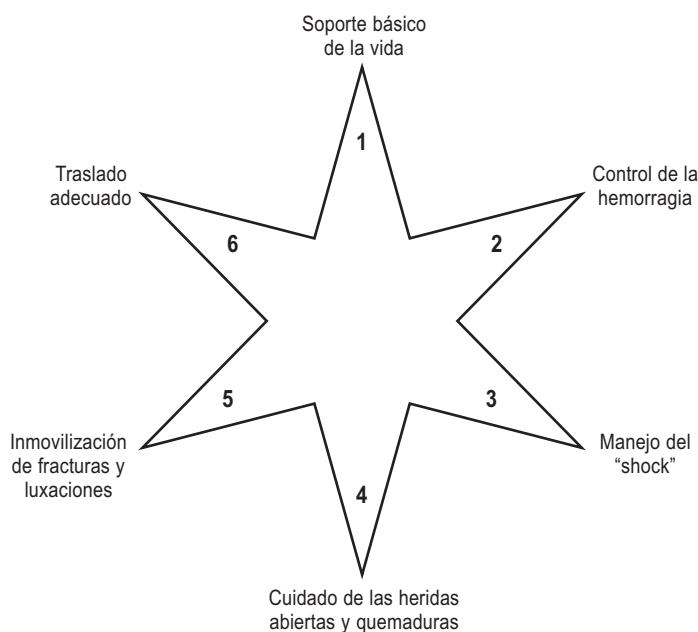 Soporte básico
de la vida
1
Control de la
hemorragia
2
Manejo del
“shock”
3
Cuidado de las heridas
abiertas y quemaduras
4
Inmovilización
de fracturas y
luxaciones
5
Traslado
adecuado
6